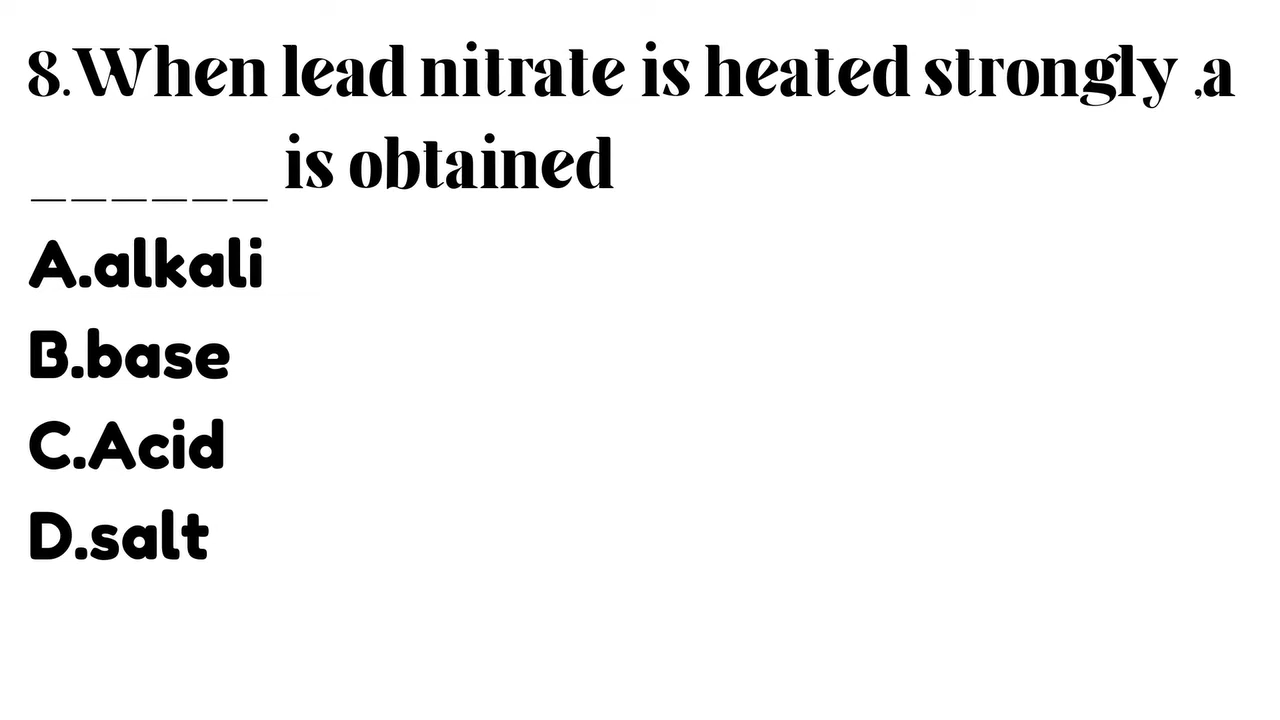 8.When lead nitrate is heated strongly ,a
______ is obtained
A.alkali
B.base
C.Acid
D.salt